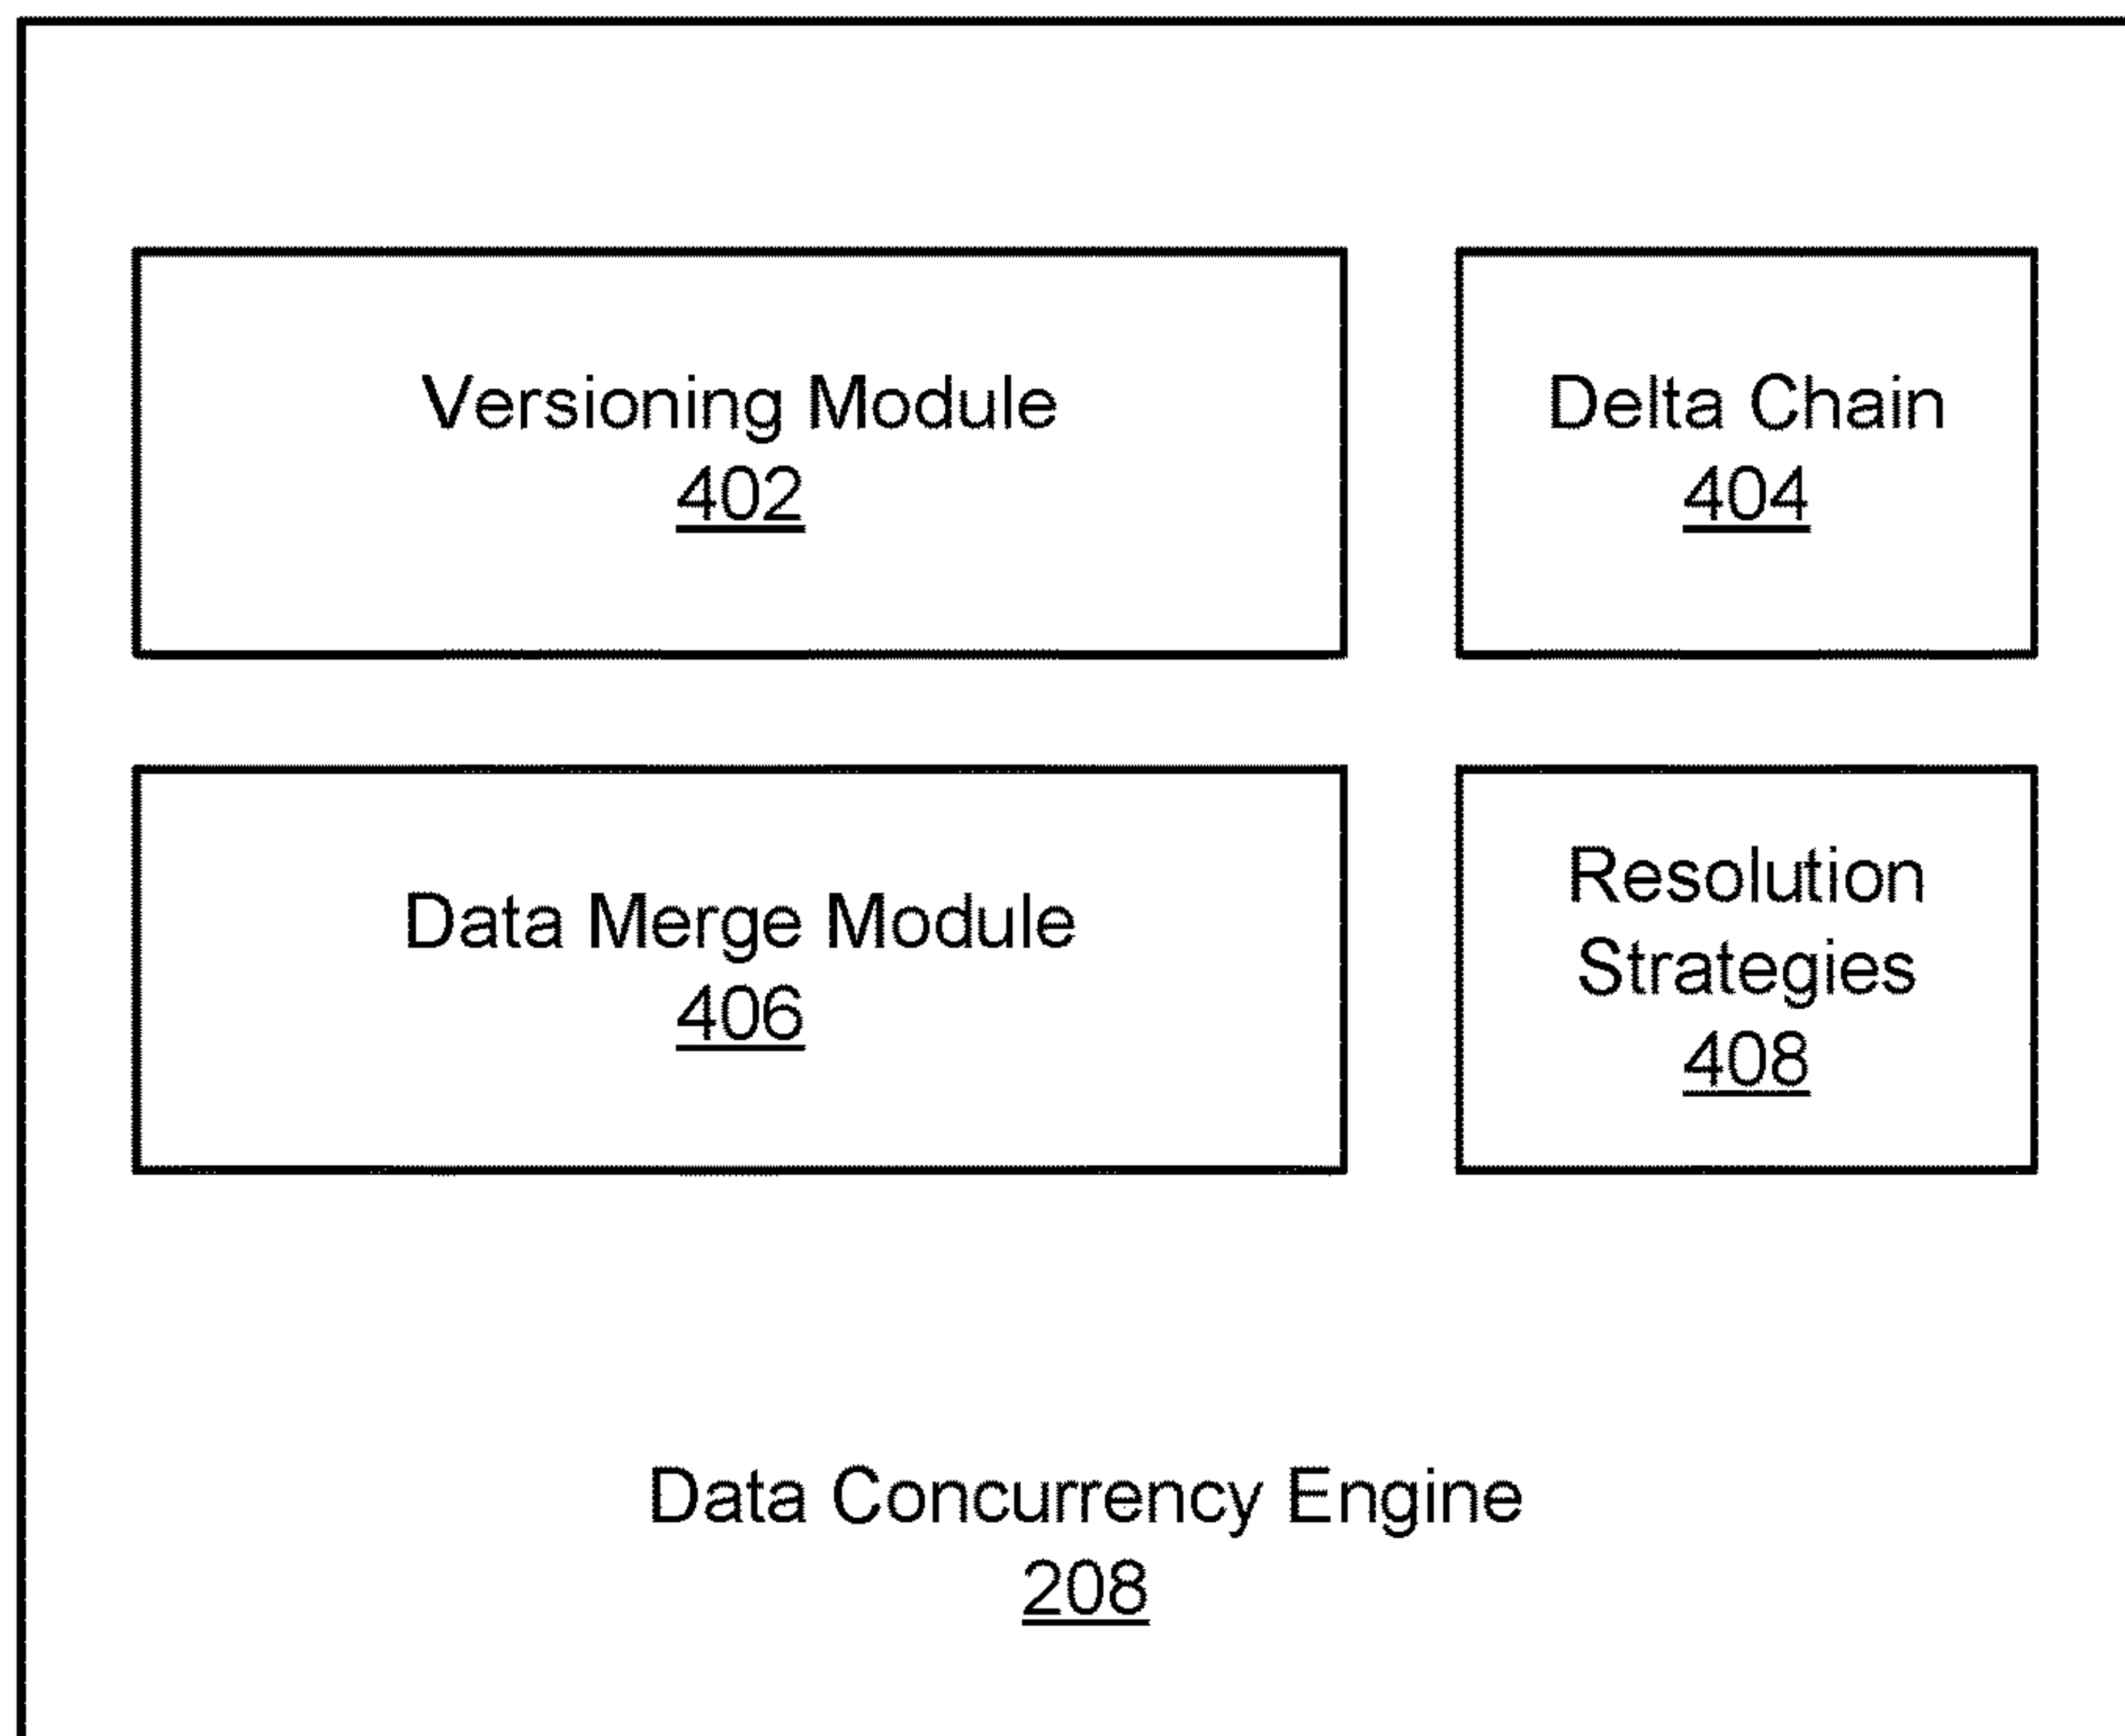 Versioning Module
402
Delta Chain
404
Data Merge Module
406
Resolution
Strategies
408
Data Concurrency Engine
208